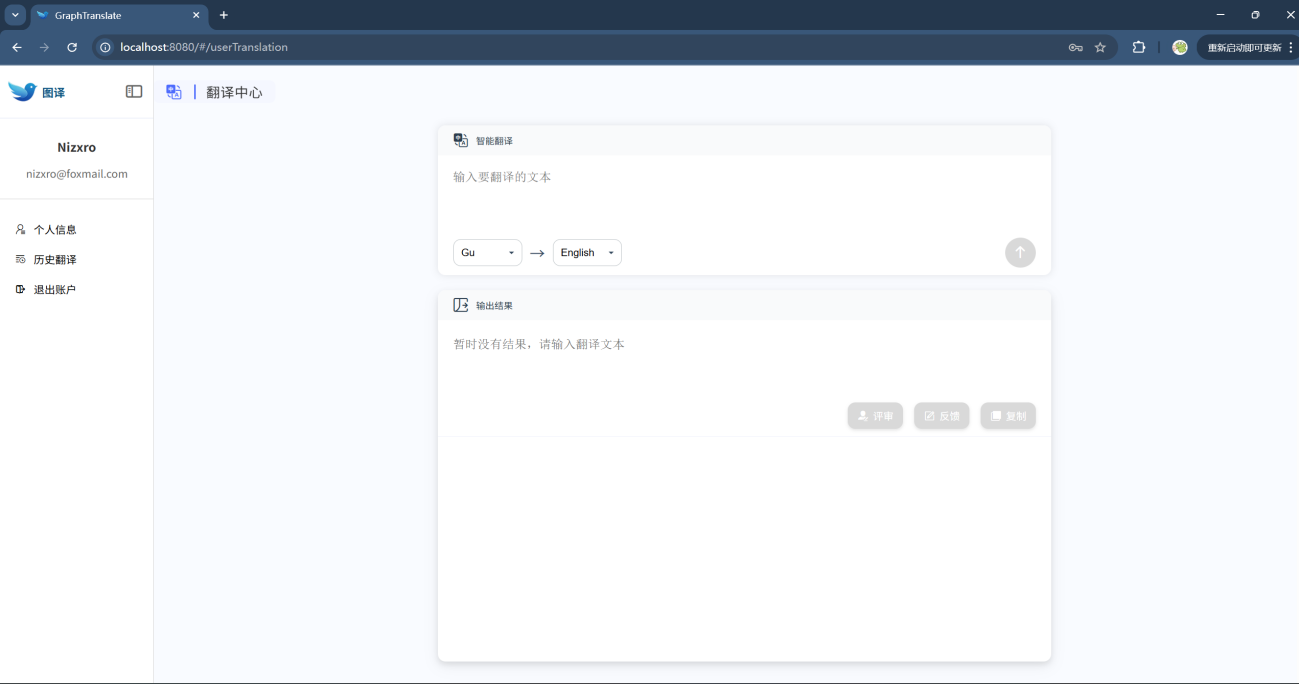 GraphTranslate
localhost:8080/#/userTranslation
重新启动即可更新
图译
翻译中心
Nizxro
nizxro@foxmail.com
个人信息
历史翻译
退出账户
智能翻译
输入要翻译的文本
Gu
English
输出结果
暂时没有结果，请输入翻译文本
评审
反馈
复制